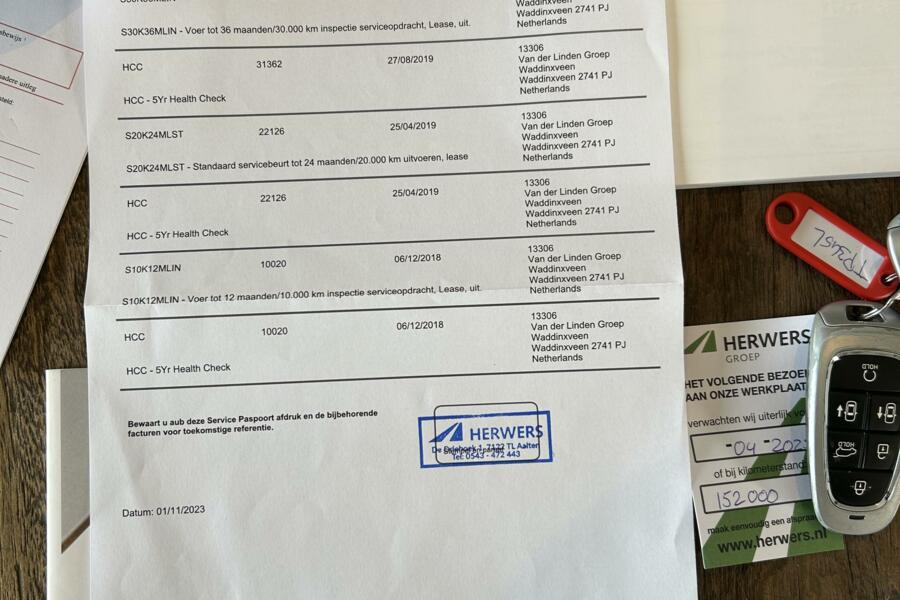 Waddinxveen 2741 PJ
Netherlands
S30K36MLIN - Voer tot 36 maanden/30.000 km inspectie serviceopdracht, Lease, uit.
HCC 31362 27/08/2019 13306
Van der Linden Groep
Waddinxveen
Waddinxveen 2741 PJ
Netherlands
HCC - 5Yr Health Check
S20K24MLST 22126 25/04/2019 13306
Van der Linden Groep
Waddinxveen
Waddinxveen 2741 PJ
Netherlands
S20K24MLST - Standaard servicebeurt tot 24 maanden/20.000 km uitvoeren, lease
HCC 22126 25/04/2019 13306
Van der Linden Groep
Waddinxveen
Waddinxveen 2741 PJ
Netherlands
HCC - 5Yr Health Check
S10K12MLIN 10020 06/12/2018 13306
Van der Linden Groep
Waddinxveen
Waddinxveen 2741 PJ
Netherlands
S10K12MLIN - Voer tot 12 maanden/10.000 km inspectie serviceopdracht, Lease, uit.
HCC 10020 06/12/2018 13306
Van der Linden Groep
Waddinxveen
Waddinxveen 2741 PJ
Netherlands
HCC - 5Yr Health Check
Bewaart u aub deze Service Paspoort afdruk en de bijbehorende
facturen voor toekomstige referentie.
HERWERS
7122 TL Aalten
Tel: 0543 - 472 443
Datum: 01/11/2023
HERWERS
GROEP
HET VOLGENDE
AAN ONZE
verwachten wij uiterlijk
-04-
of bij kilometerstand
152000
maak eenvoudig een
www.herwers.nl
HOLD
HOLD